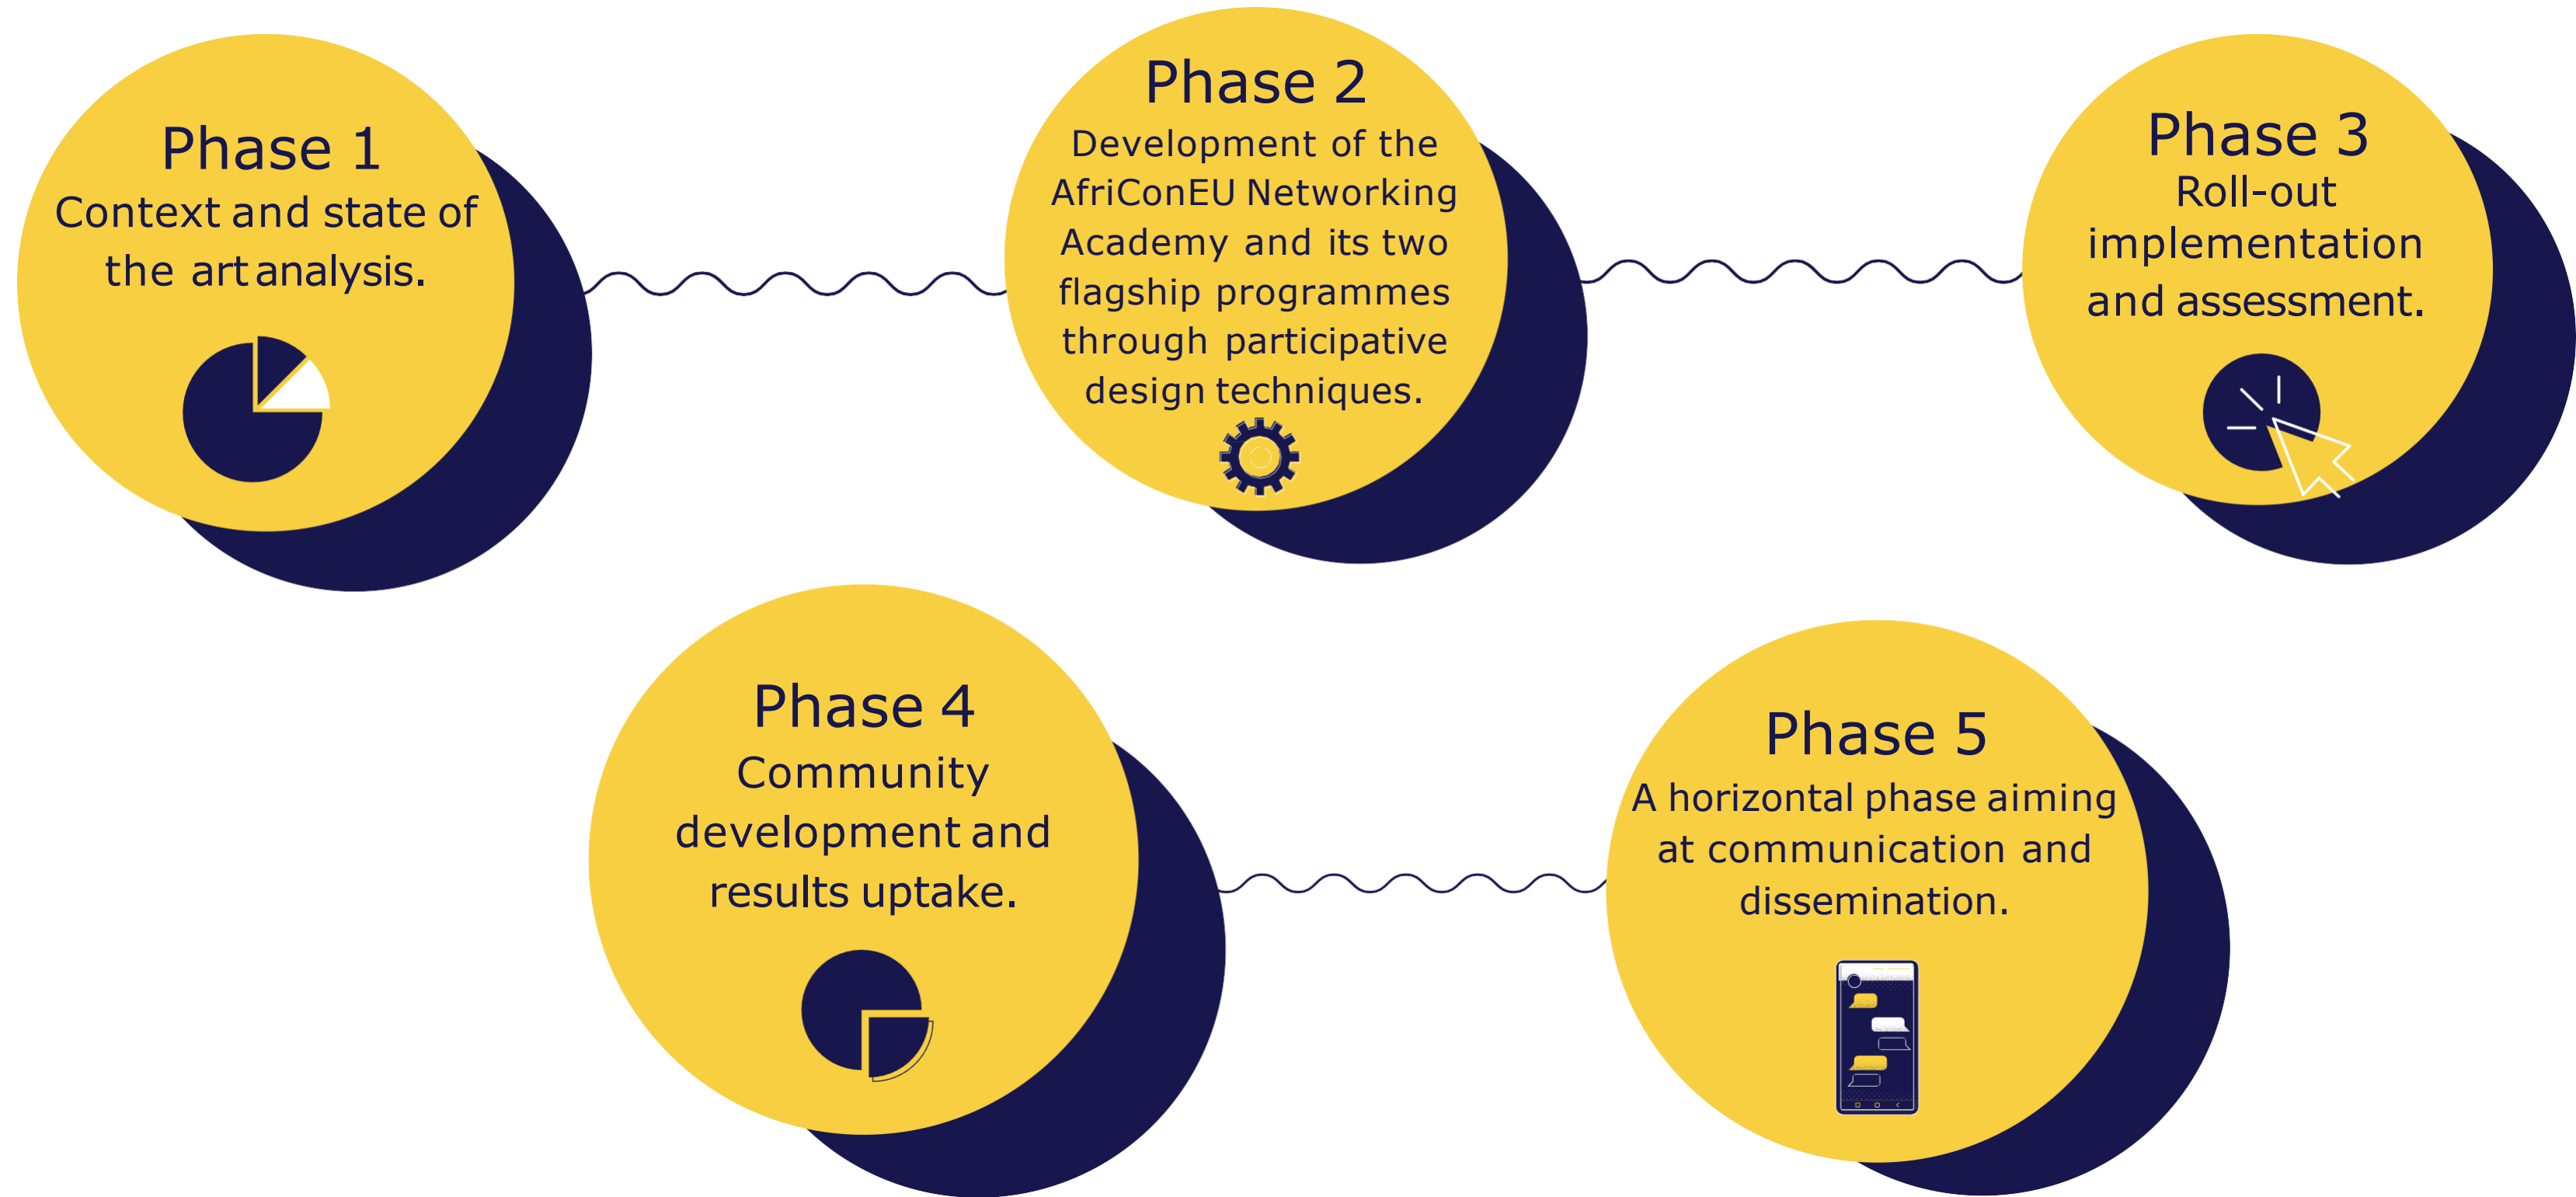 Phase 1
Context and state of
the art analysis.
Phase 2
Development of the
AfriConEU Networking
Academy and its two
flagship programmes
through participative
design techniques.
Phase 3
Roll-out
implementation
and assessment.
Phase 4
Community
development and
results uptake.
Phase 5
A horizontal phase aiming
at communication and
dissemination.